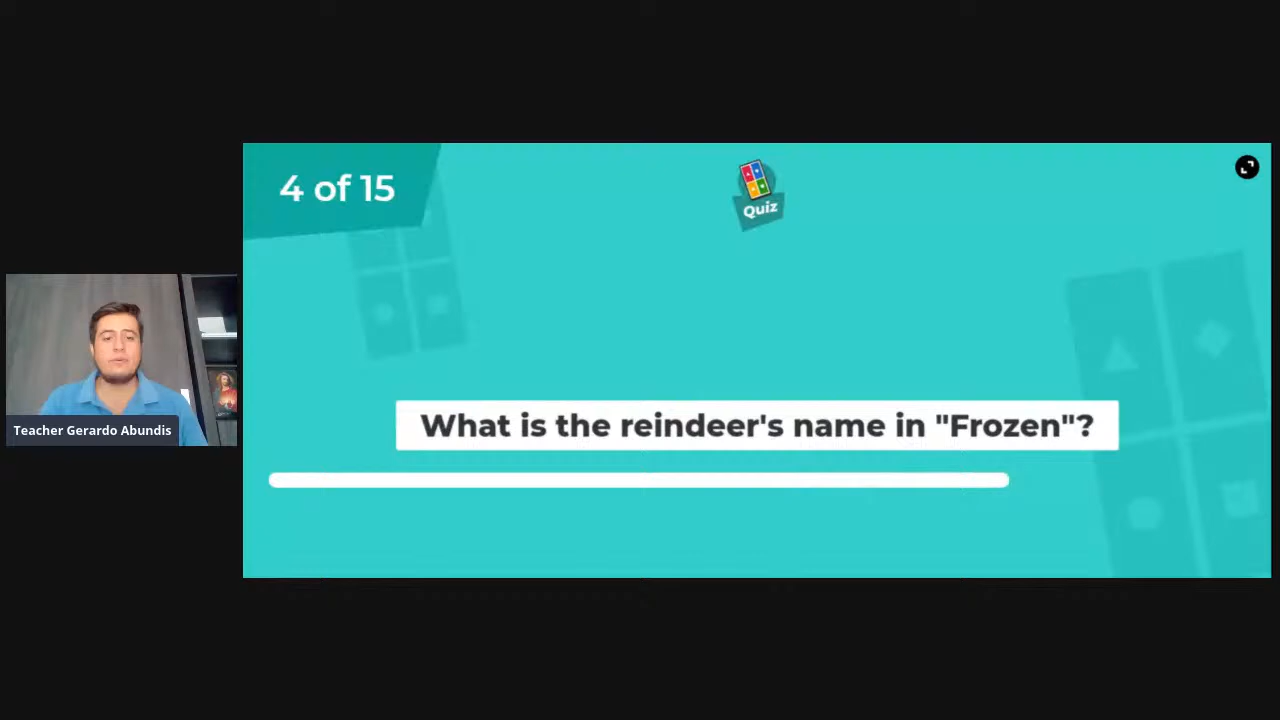 4 of 15
Quiz
What is the reindeer's name in "Frozen"?
Teacher Gerardo Abundis